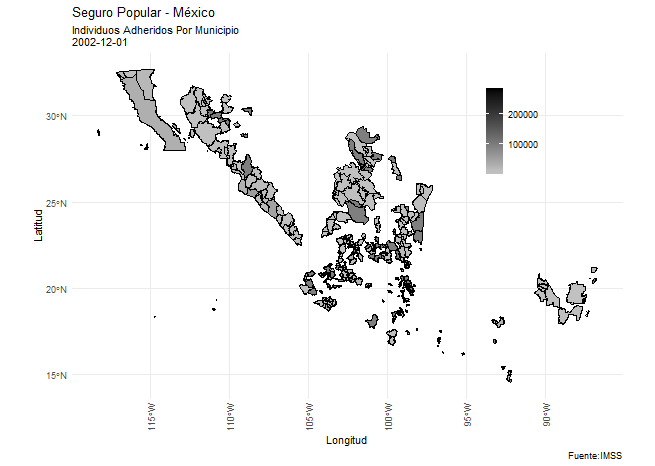 Seguro Popular - México
Individuos Adheridos Por Municipio
2002-12-01
30°N
25°N
20°N
15°N
Latitud
200000
100000
115°W
110°W
105°W
100°W
95°W
90°W
Longitud
Fuente:IMSS